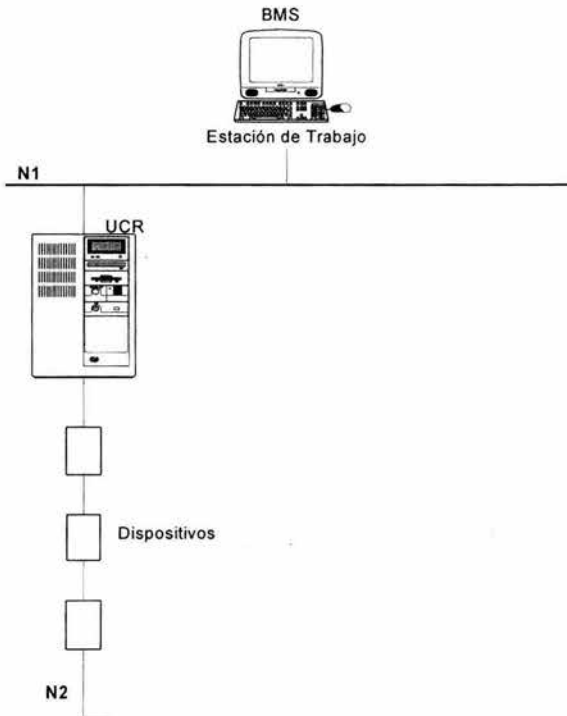 BMS
Estación de Trabajo
N1
UCR
Dispositivos
N2